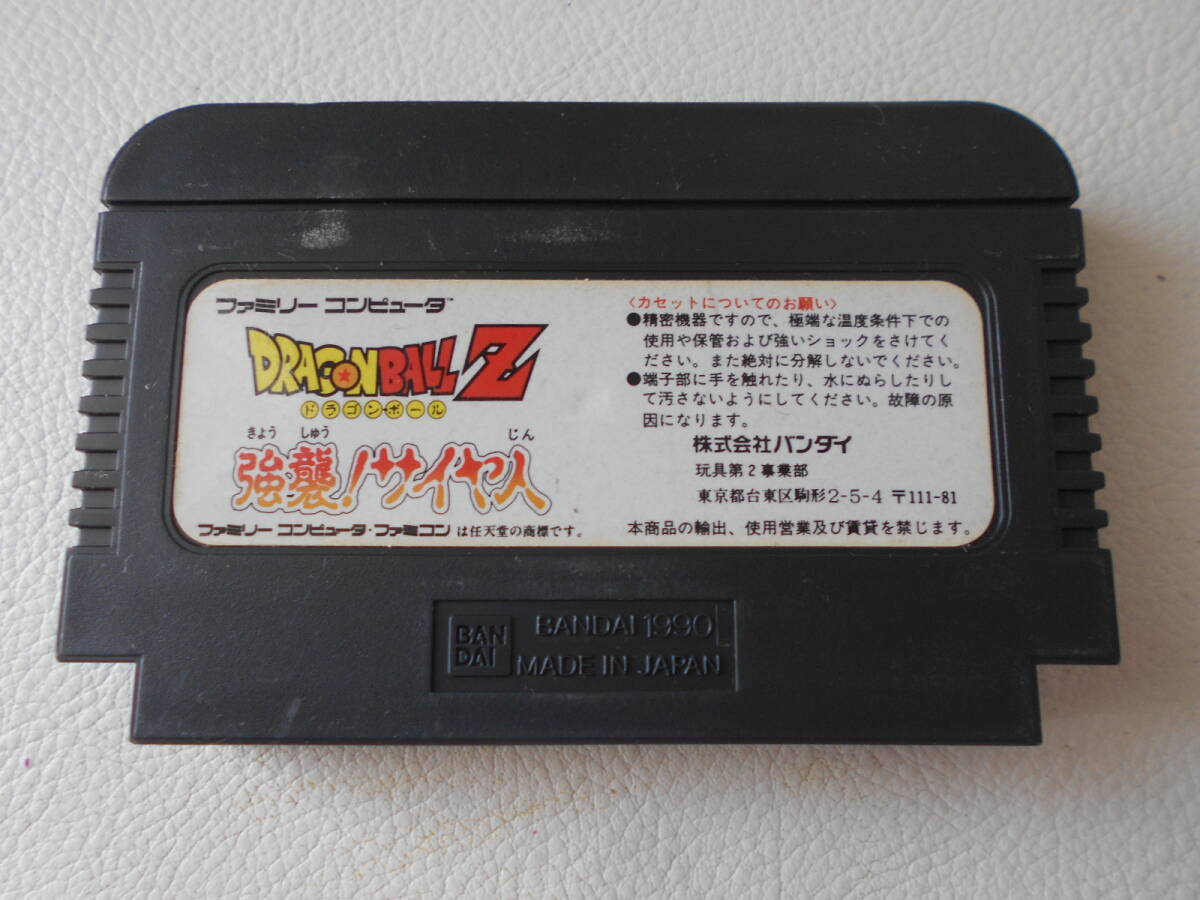 ファミリー コンピュータ™
DRAGONBALL Z
ドラゴンボール
きょう しゅう じん
強襲!サイヤ人
ファミリー コンピュータ・ファミコン は任天堂の商標です。
〈カセットについてのお願い〉
●精密機器ですので、極端な温度条件下での
使用や保管および強いショックをさけてく
ださい。また絶対に分解しないでください。
●端子部に手を触れたり、水にぬらしたりし
て汚さないようにしてください。故障の原
因になります。
株式会社バンダイ
玩具第2事業部
東京都台東区駒形2-5-4 〒111-81
本商品の輸出、使用営業及び賃貸を禁じます。
BAN
DAI
BANDAI 1990
MADE IN JAPAN